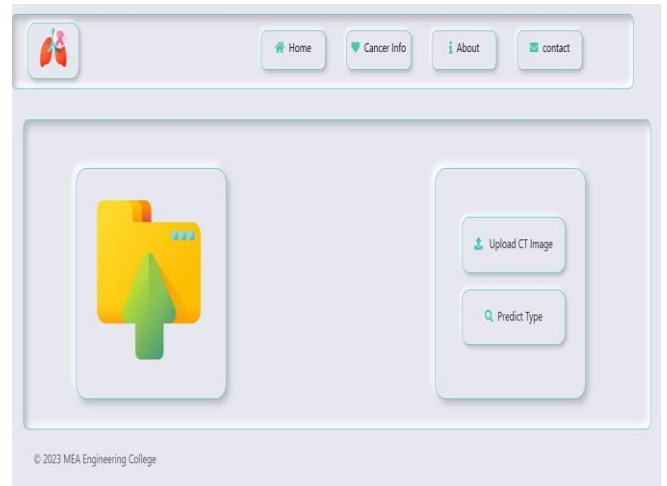 Home
Cancer Info
About
contact
Upload CT Image
Predict Type
© 2023 MEA Engineering College